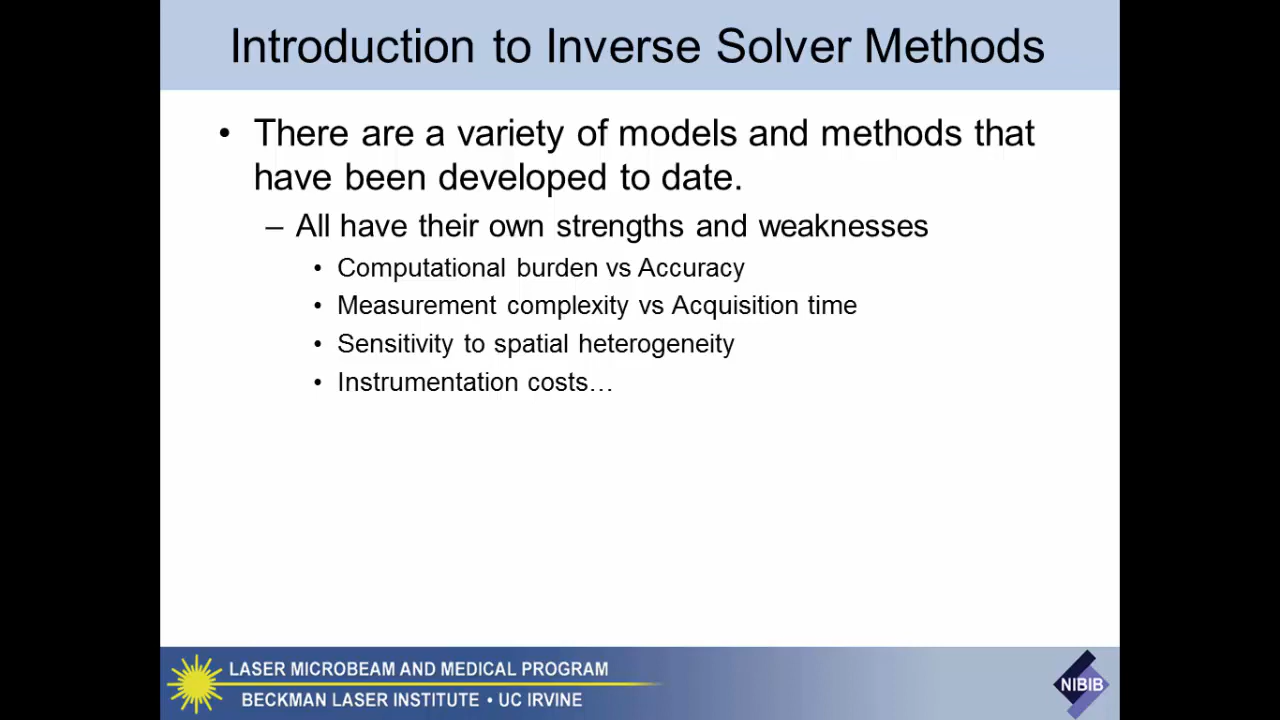 Introduction to Inverse Solver Methods
• There are a variety of models and methods that
have been developed to date.
– All have their own strengths and weaknesses
• Computational burden vs Accuracy
• Measurement complexity vs Acquisition time
• Sensitivity to spatial heterogeneity
• Instrumentation costs…
LASER MICROBEAM AND MEDICAL PROGRAM
BECKMAN LASER INSTITUTE • UC IRVINE
NIBIB